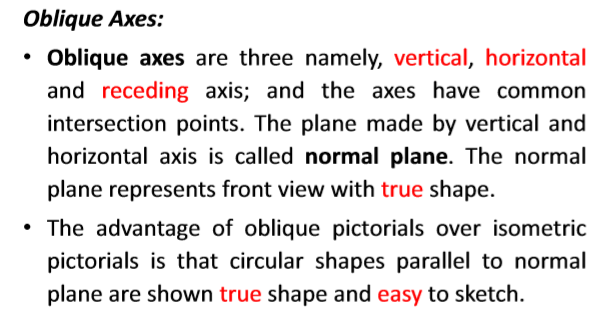 Oblique Axes:
• Oblique axes are three namely, vertical, horizontal
and receding axis; and the axes have common
intersection points. The plane made by vertical and
horizontal axis is called normal plane. The normal
plane represents front view with true shape.
• The advantage of oblique pictorials over isometric
pictorials is that circular shapes parallel to normal
plane are shown true shape and easy to sketch.